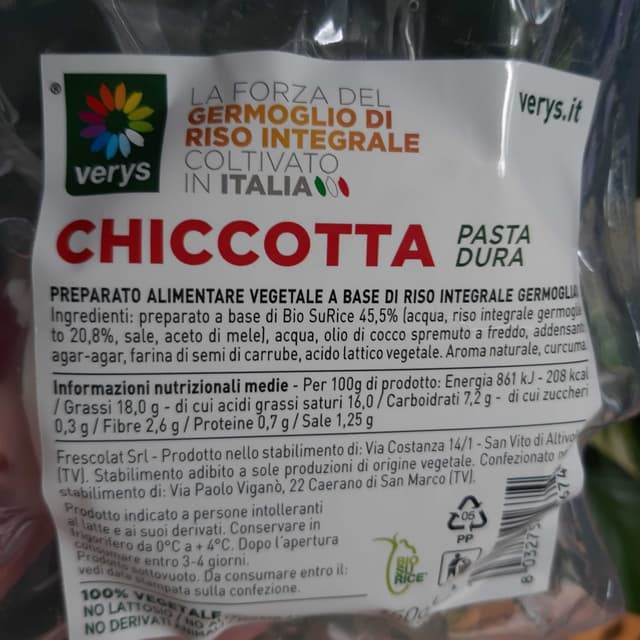 ®
verys
LA FORZA DEL
GERMOGLIO DI
RISO INTEGRALE
COLTIVATO
IN ITALIA
verys.it
CHICCOTTA
PASTA
DURA
PREPARATO ALIMENTARE VEGETALE A BASE DI RISO INTEGRALE
Ingredienti: preparato a base di Bio SuRice 45,5% (acqua, riso integrale germoglia
to 20,8%, sale, aceto di mele), acqua, olio di cocco spremuto a freddo, addensant
agar-agar, farina di semi di carrube, acido lattico vegetale. Aroma naturale, curcuma.
Informazioni nutrizionali medie - Per 100g di prodotto: Energia 861 kJ - 208 kcal
/ Grassi 18,0 g - di cui acidi grassi saturi 16,0 / Carboidrati 7,2 g - di cui zuccheri
0,3 g / Fibre 2,6 g / Proteine 0,7 g / Sale 1,25 g
Frescolat Srl - Prodotto nello stabilimento di: Via Costanza 14/1 - San Vito di Altivol
(TV). Stabilimento adibito a sole produzioni di origine vegetale. Confezionato
stabilimento di: Via Paolo Viganò, 22 Caerano di San Marco (TV).
Prodotto indicato a persone intolleranti
al latte e ai suoi derivati. Conservare in
frigorifero da 0°C a + 4°C. Dopo l'apertura
consumare entro 3-4 giorni.
Prodotto sottovuoto. Da consumare entro il:
vedi data stampata sulla confezione.
100% VEGETALE
NO LATTOSIO
NO DERIVATI
BIO
SU
RICE
05
PP